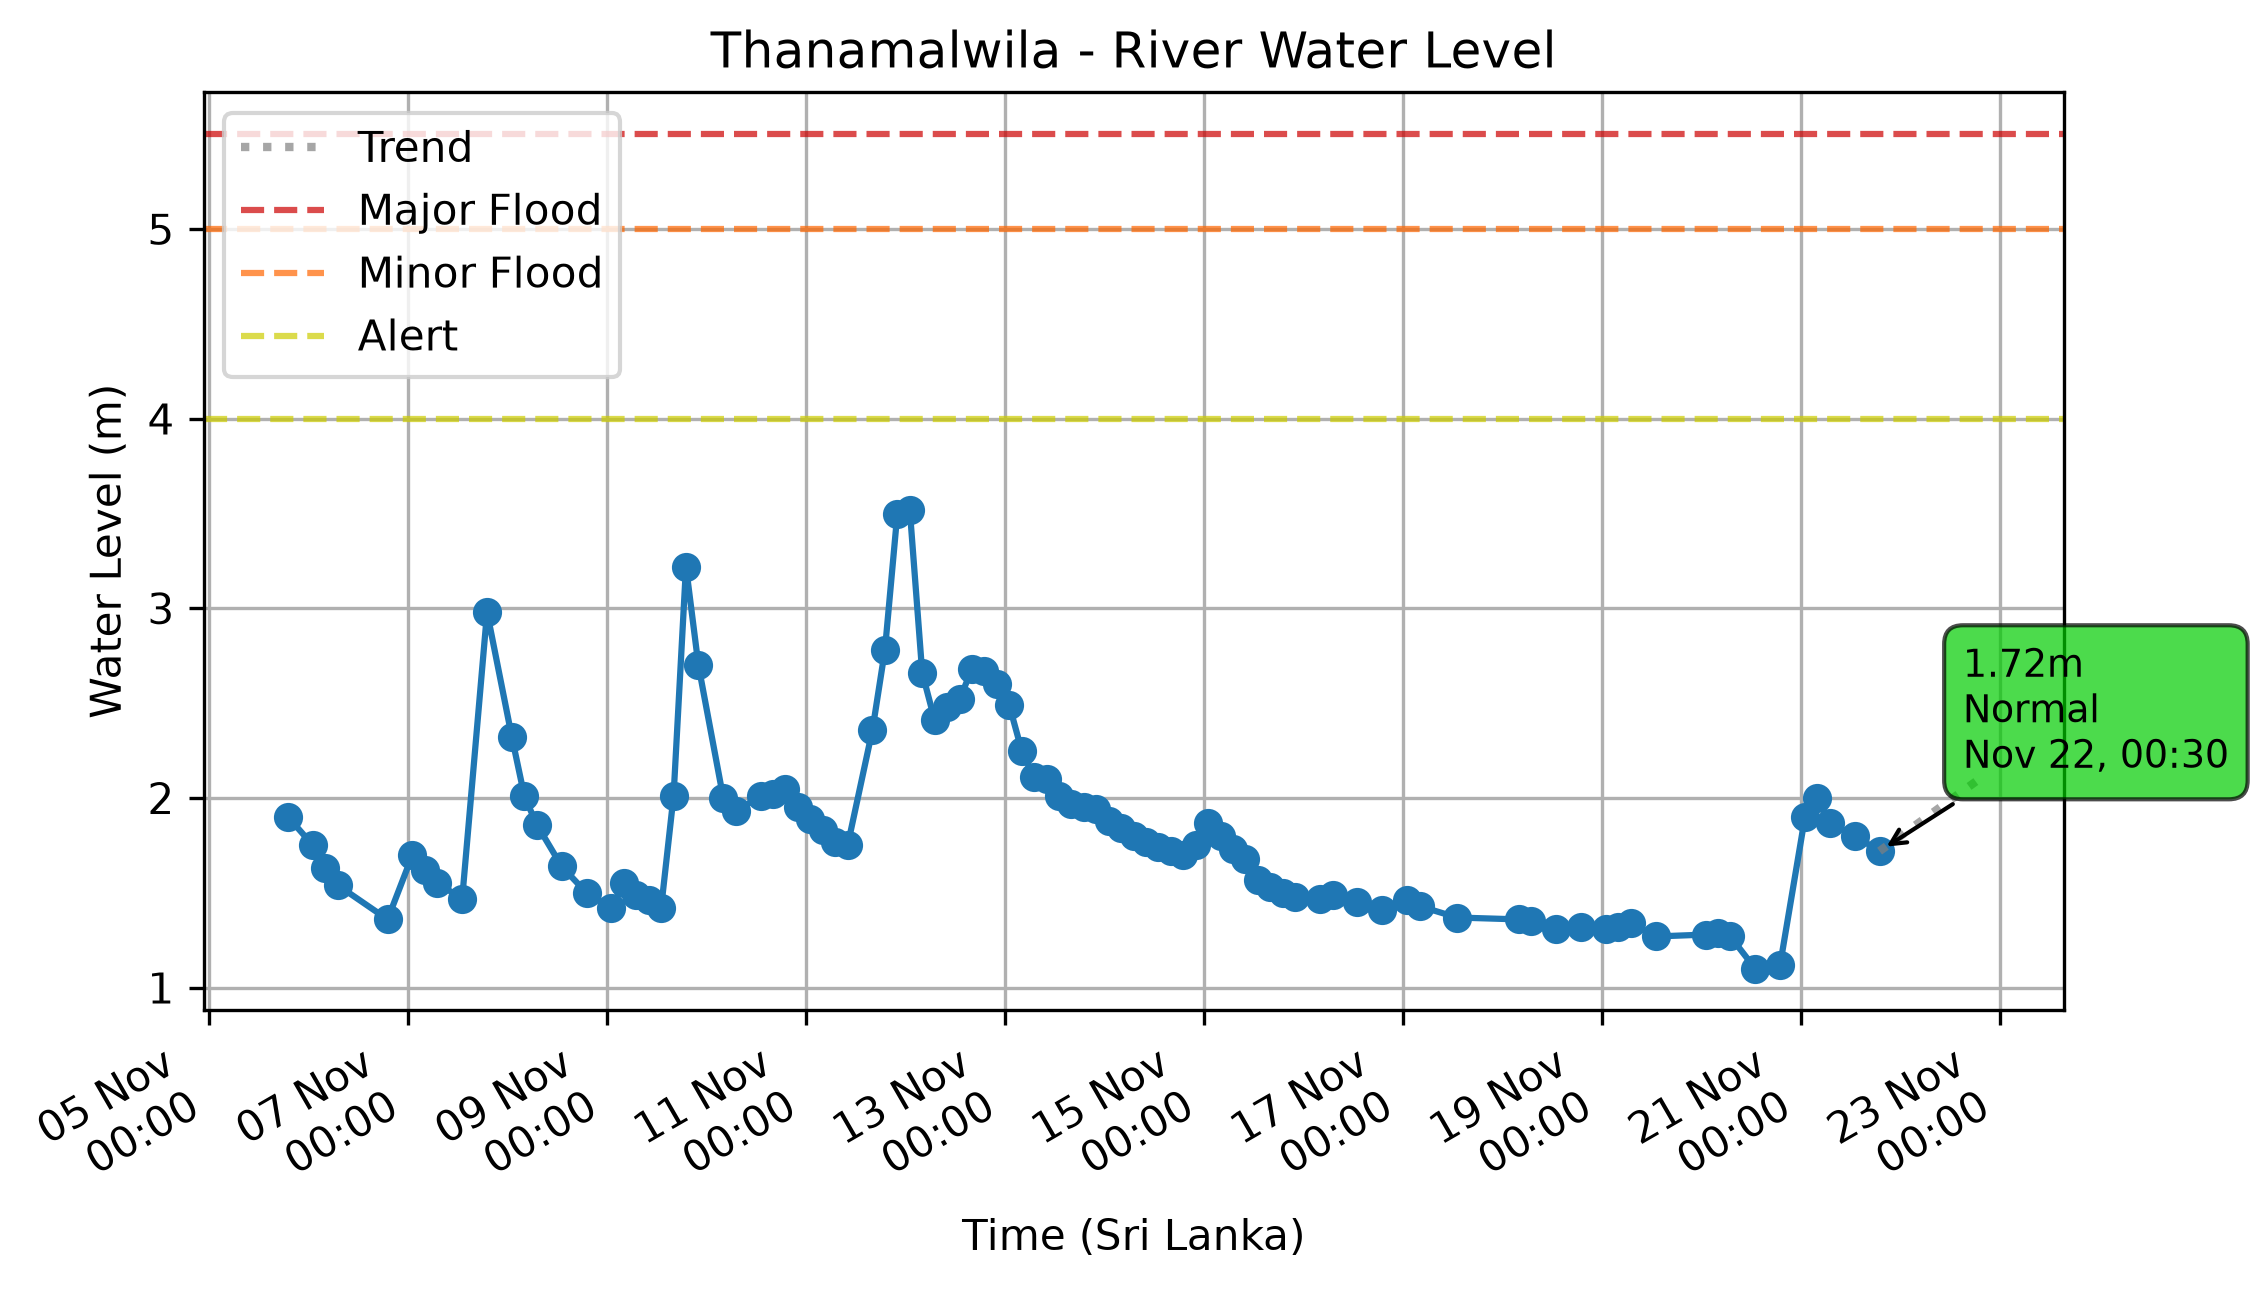 Thanamalwila - River Water Level
Trend
Major Flood
Minor Flood
Alert
Water Level (m)
5
4
3
2
1
1.72m
Normal
Nov 22, 00:30
05 Nov
00:00
07 Nov
00:00
09 Nov
00:00
11 Nov
00:00
13 Nov
00:00
15 Nov
00:00
17 Nov
00:00
19 Nov
00:00
21 Nov
00:00
23 Nov
00:00
Time (Sri Lanka)